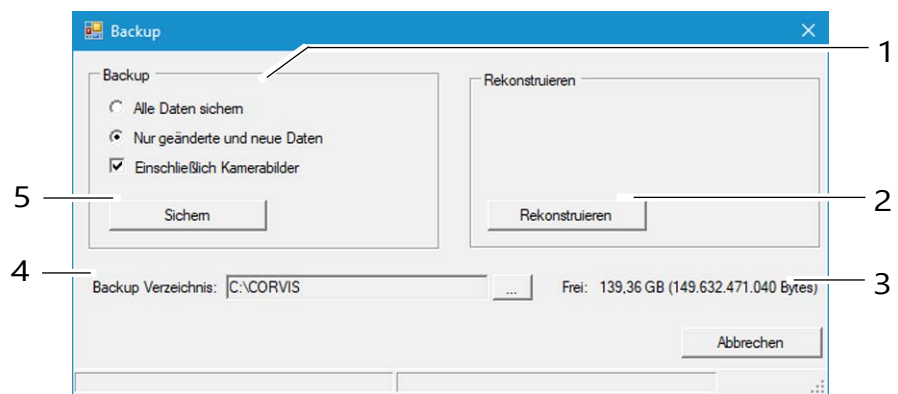 Backup
1
Backup
Rekonstruieren
Alle Daten sichern
Nur geänderte und neue Daten
Einschließlich Kamerabilder
5
Sichern
Rekonstruieren
2
4
Backup Verzeichnis: C:\CORVIS ... Frei: 139,36 GB (149.632.471.040 Bytes)
3
Abbrechen